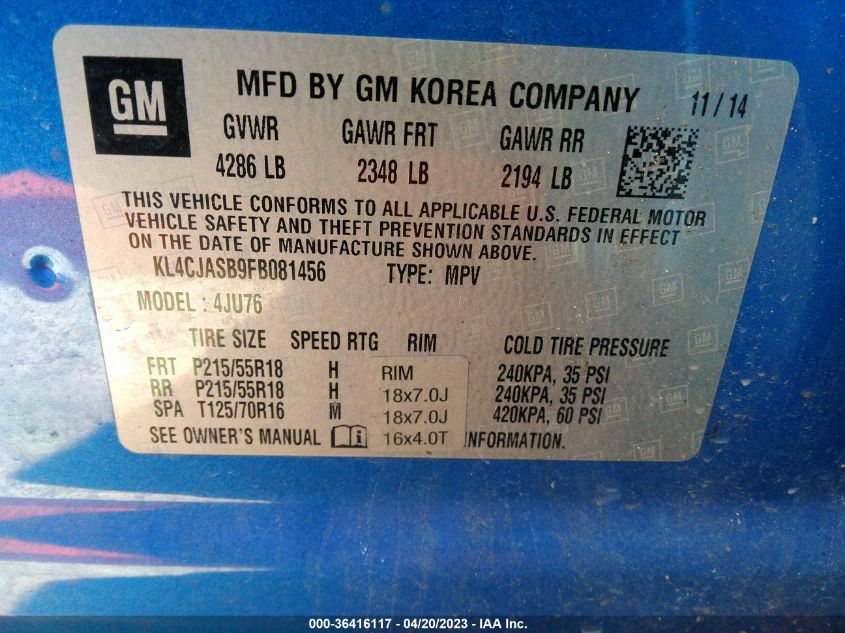 GM
MFD BY GM KOREA COMPANY 11/14
GVWR GAWR FRT GAWR RR
4286 LB 2348 LB 2194 LB
THIS VEHICLE CONFORMS TO ALL APPLICABLE U.S. FEDERAL MOTOR
VEHICLE SAFETY AND THEFT PREVENTION STANDARDS IN EFFECT
ON THE DATE OF MANUFACTURE SHOWN ABOVE.
KL4CJASB9FB081456 TYPE: MPV
MODEL : 4JU76
TIRE SIZE SPEED RTG RIM COLD TIRE PRESSURE
RIM
FRT P215/55R18 H 18x7.0J 240KPA, 35 PSI
RR P215/55R18 H 18x7.0J 240KPA, 35 PSI
SPA T125/70R16 M 16x4.0T 420KPA, 60 PSI
SEE OWNER'S MANUAL INFORMATION.
000-36416117 - 04/20/2023 - IAA Inc.